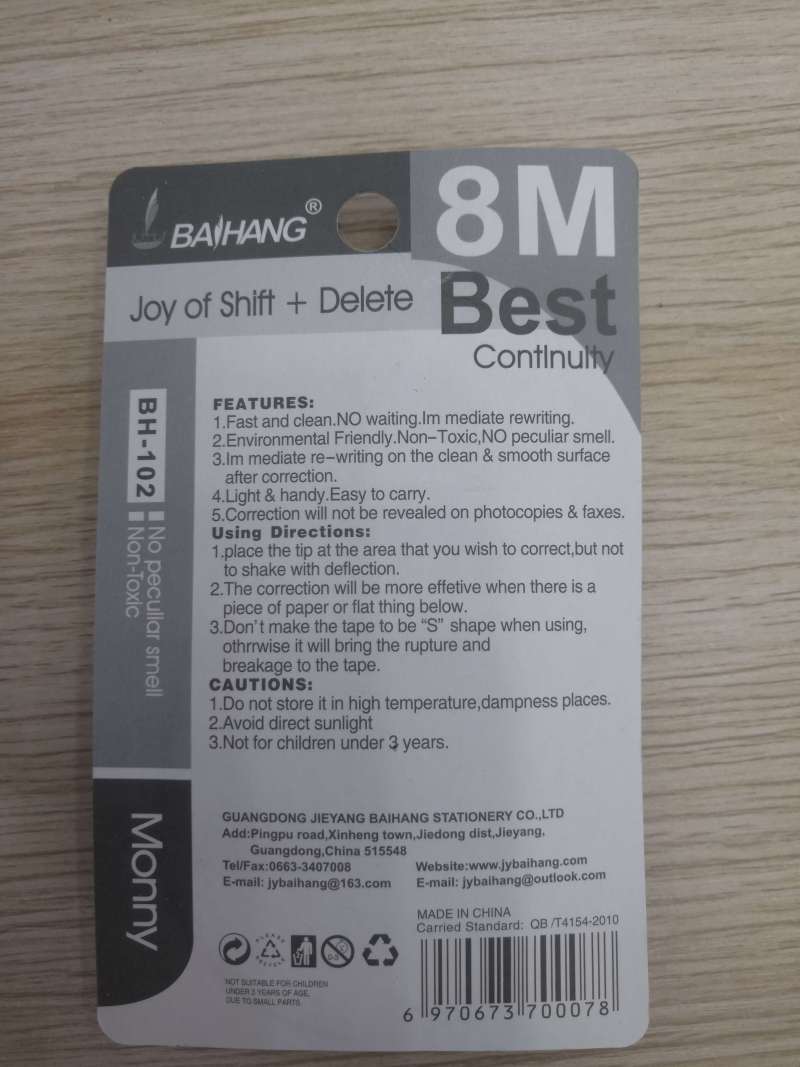 BAIHANG®
8M
Best
ContInuIty
Joy of Shift + Delete
BH-102
No peculiar smell
Non-Toxic
Monny
FEATURES:
1.Fast and clean.NO waiting.Im mediate rewriting.
2.Environmental Friendly.Non-Toxic,NO peculiar smell.
3.Im mediate re-writing on the clean & smooth surface
after correction.
4.Light & handy.Easy to carry.
5.Correction will not be revealed on photocopies & faxes.
Using Directions:
1.place the tip at the area that you wish to correct,but not
to shake with deflection.
2.The correction will be more effetive when there is a
piece of paper or flat thing below.
3.Don't make the tape to be “S” shape when using,
othrrwise it will bring the rupture and
breakage to the tape.
CAUTIONS:
1.Do not store it in high temperature,dampness places.
2.Avoid direct sunlight
3.Not for children under 3 years.
GUANGDONG JIEYANG BAIHANG STATIONERY CO.,LTD
Add:Pingpu road,Xinheng town,Jiedong dist,Jieyang,
Guangdong,China 515548
Tel/Fax:0663-3407008 Website:www.jybaihang.com
E-mail: jybaihang@163.com E-mail: jybaihang@outlook.com
MADE IN CHINA
Carried Standard: QB /T4154-2010
PLEASE
RECYCLE
0-3
NOT SUITABLE FOR CHILDREN
UNDER 3 YEARS OF AGE,
DUE TO SMALL PARTS.
6 970673 700078